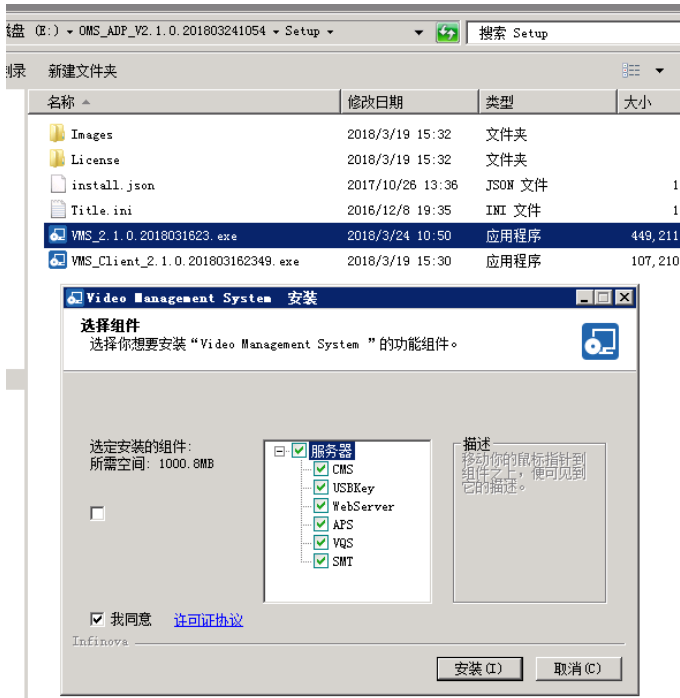 磁盘 (E:) ▾ OMS_ADP_V2.1.0.201803241054 ▾ Setup ▾ 搜索 Setup
刻录 新建文件夹
名称 修改日期 类型 大小
Images 2018/3/19 15:32 文件夹
License 2018/3/19 15:32 文件夹
install.json 2017/10/26 13:36 JSON 文件 1
Title.ini 2016/12/8 19:35 INI 文件 1
VMS_2.1.0.2018031623.exe 2018/3/24 10:50 应用程序 449,211
VMS_Client_2.1.0.201803162349.exe 2018/3/19 15:30 应用程序 107,210
Video Management System 安装
选择组件
选择你想要安装“Video Management System ”的功能组件。
选定安装的组件:
所需空间: 1000.8MB
服务器
CMS
USBKey
WebServer
APS
VQS
SMT
描述
移动你的鼠标指针到
组件之上，便可见到
它的描述。
我同意 许可证协议
Infinova
安装(I) 取消(C)